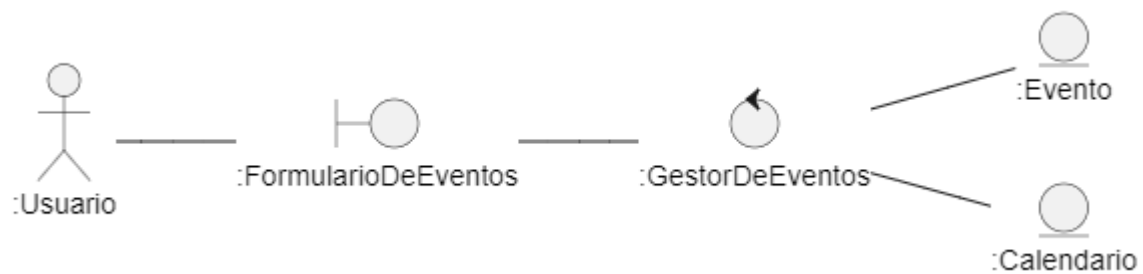 :Usuario
:FormularioDeEventos
:GestorDeEventos
:Evento
:Calendario